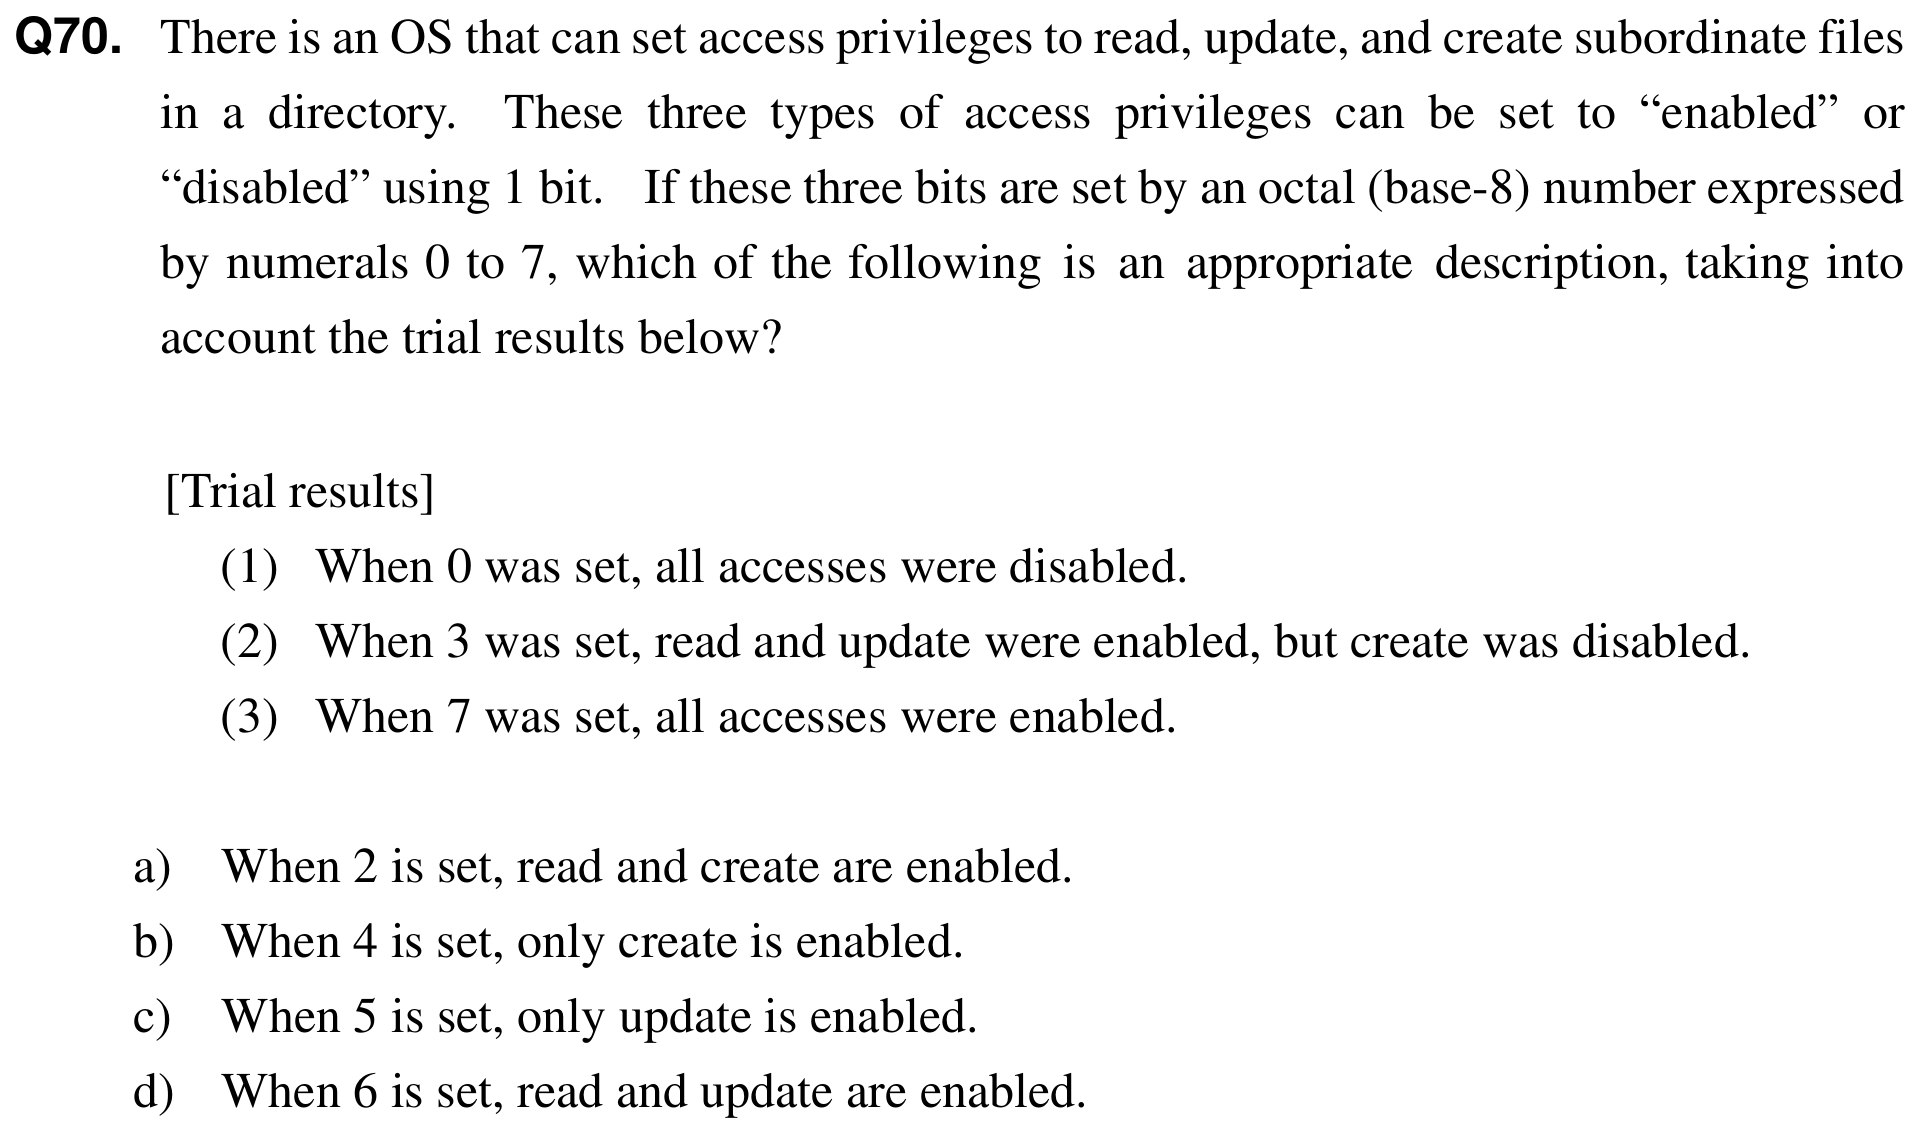 Q70. There is an OS that can set access privileges to read, update, and create subordinate files
in a directory. These three types of access privileges can be set to “enabled” or
“disabled” using 1 bit. If these three bits are set by an octal (base-8) number expressed
by numerals 0 to 7, which of the following is an appropriate description, taking into
account the trial results below?
[Trial results]
(1) When 0 was set, all accesses were disabled.
(2) When 3 was set, read and update were enabled, but create was disabled.
(3) When 7 was set, all accesses were enabled.
a) When 2 is set, read and create are enabled.
b) When 4 is set, only create is enabled.
c) When 5 is set, only update is enabled.
d) When 6 is set, read and update are enabled.